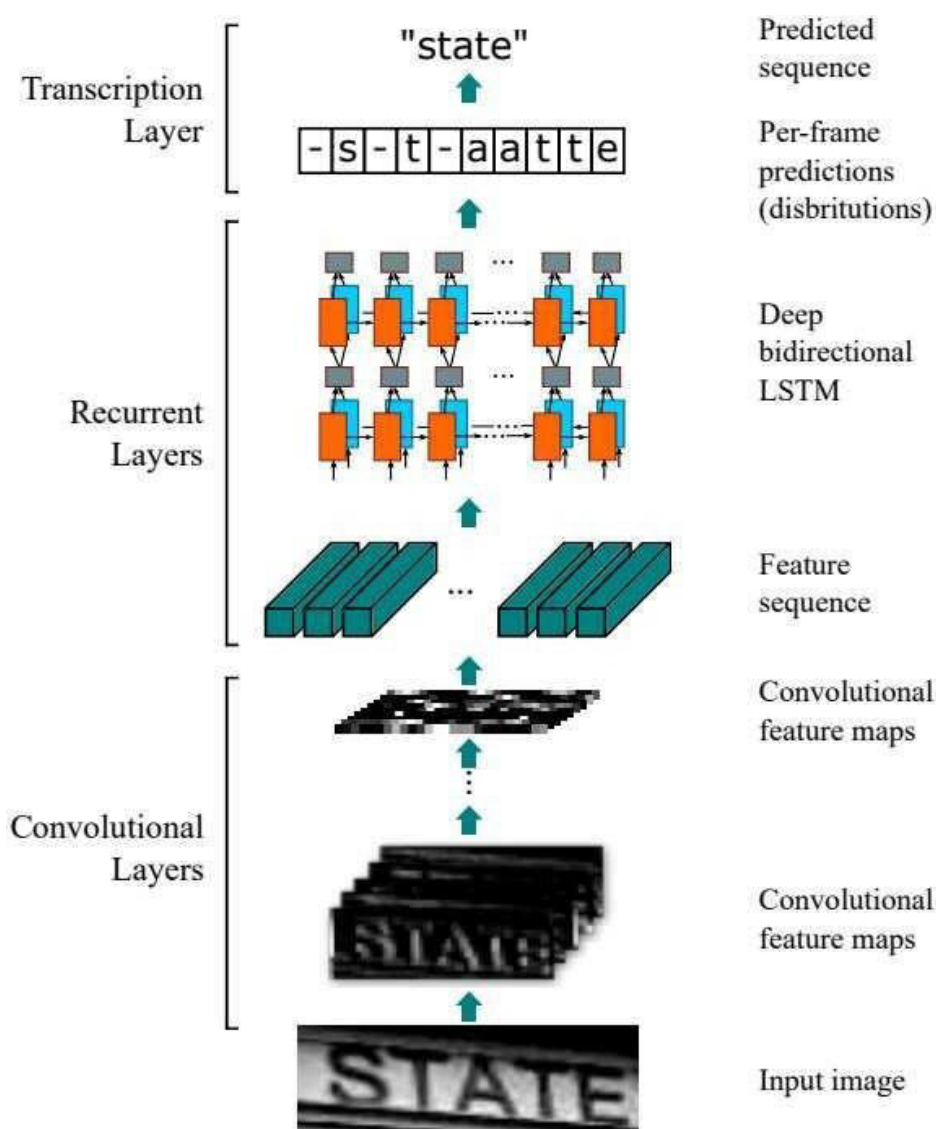 Predicted
sequence
"state"
Transcription
Layer
Per-frame
predictions
(disbritutions)
-s-t-aatte
Deep
bidirectional
LSTM
Recurrent
Layers
Feature
sequence
Convolutional
feature maps
Convolutional
Layers
Convolutional
feature maps
STATE
Input image
STATE